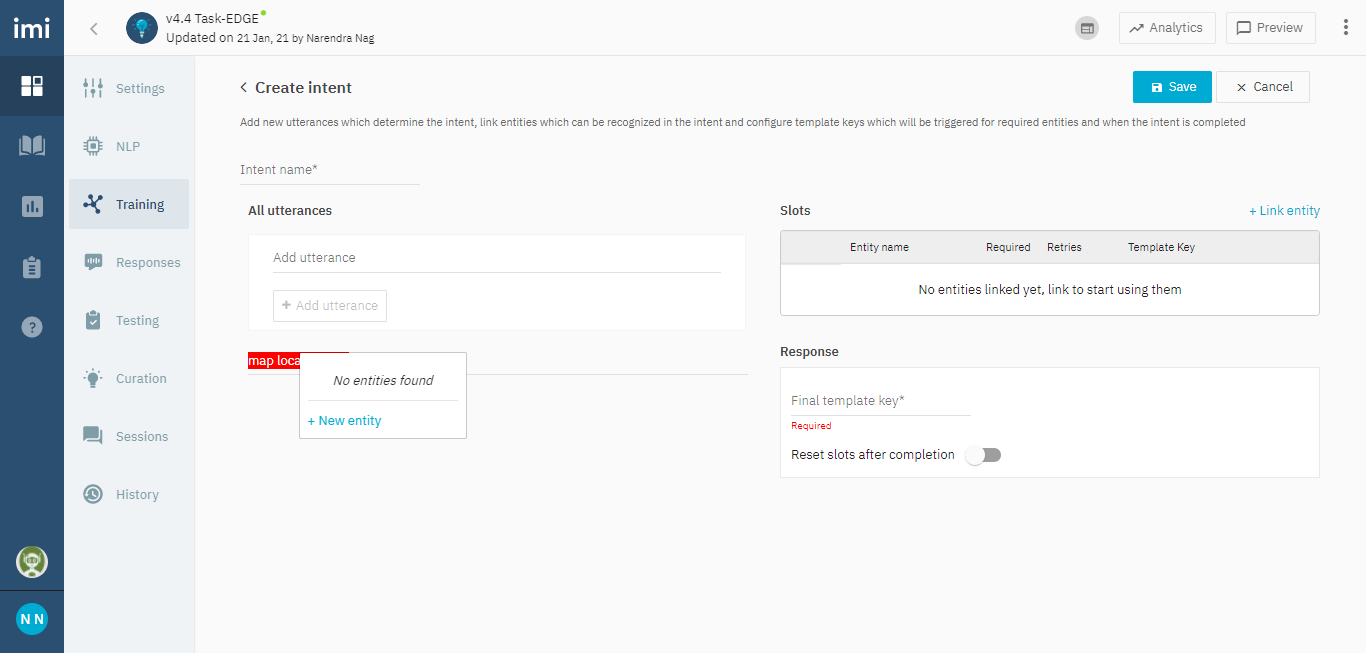 imi
v4.4 Task-EDGE
Updated on 21 Jan, 21 by Narendra Nag
Analytics
Preview
Settings
NLP
Training
Responses
Testing
Curation
Sessions
History
N N
Create intent
Save
Cancel
Add new utterances which determine the intent, link entities which can be recognized in the intent and configure template keys which will be triggered for required entities and when the intent is completed
Intent name*
All utterances
Add utterance
+ Add utterance
map loca
No entities found
+ New entity
Slots
+ Link entity
Entity name Required Retries Template Key
No entities linked yet, link to start using them
Response
Final template key*
Required
Reset slots after completion